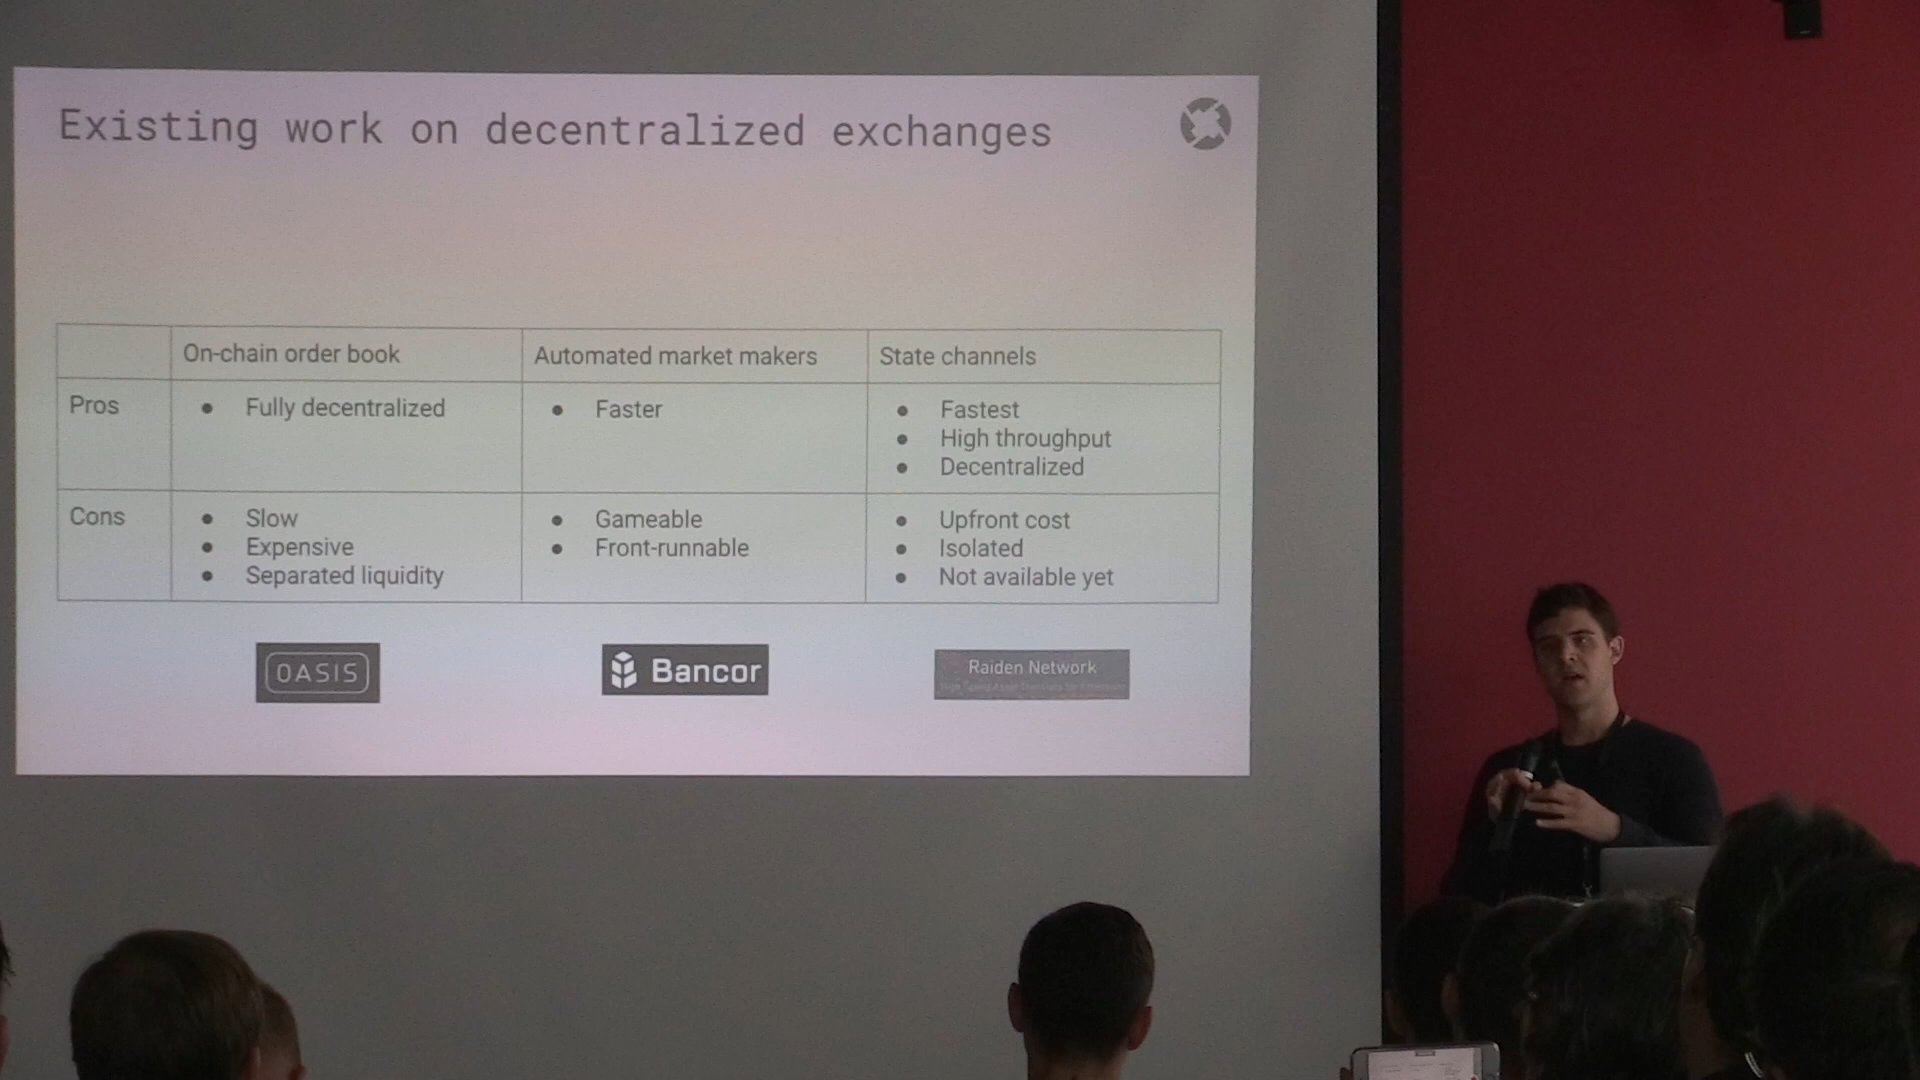 Existing work on decentralized exchanges
On-chain order book
Automated market makers
State channels
Pros
Fully decentralized
Faster
Fastest
High throughput
Decentralized
Cons
Slow
Expensive
Separated liquidity
Gameable
Front-runnable
Upfront cost
Isolated
Not available yet
OASIS
Bancor
Raiden Network